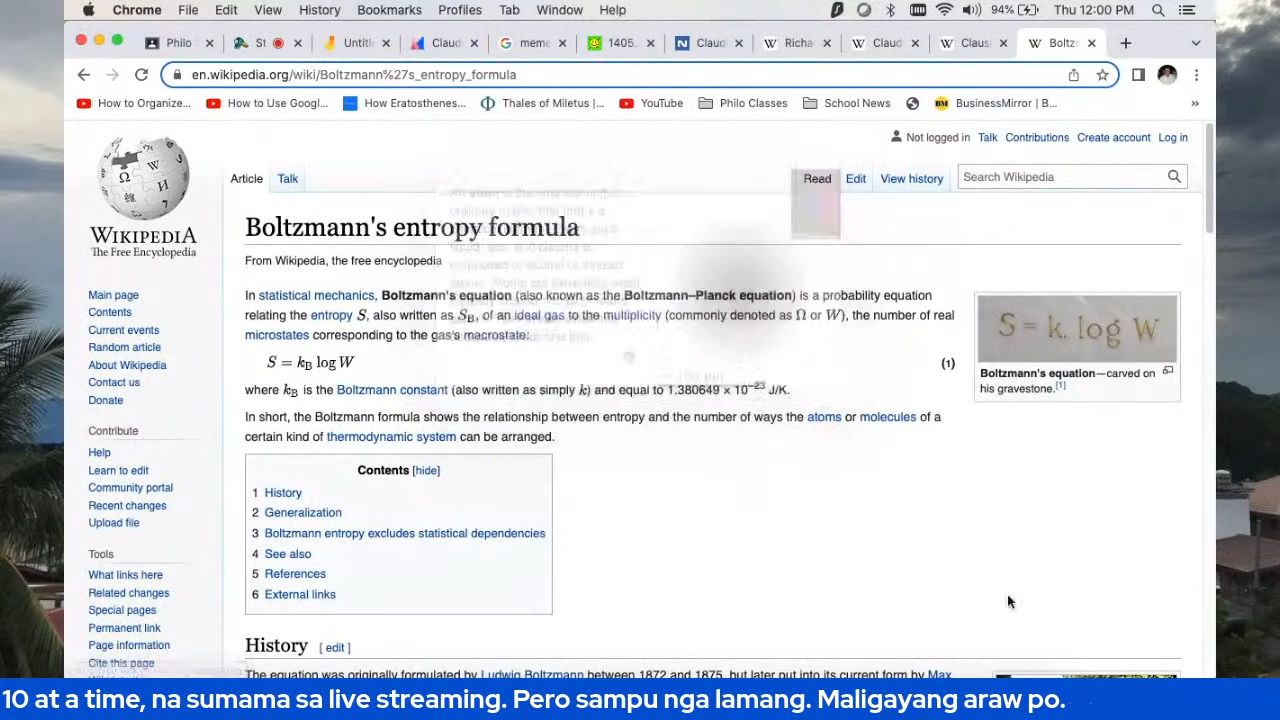 Chrome File Edit View History Bookmarks Profiles Tab Window Help 94% Thu 12:00 PM
Philo St Untitl Claud meme 1405. Claud Richa Claud Claus Boltz
en.wikipedia.org/wiki/Boltzmann%27s_entropy_formula
How to Organize... How to Use Googl... How Eratosthenes... Thales of Miletus |... YouTube Philo Classes School News BusinessMirror | B...
Not logged in Talk Contributions Create account Log in
Article Talk Read Edit View history Search Wikipedia
WIKIPEDIA
The Free Encyclopedia
Main page
Contents
Current events
Random article
About Wikipedia
Contact us
Donate
Contribute
Help
Learn to edit
Community portal
Recent changes
Upload file
Tools
What links here
Related changes
Special pages
Permanent link
Page information
Cite this page
Boltzmann's entropy formula
From Wikipedia, the free encyclopedia
In statistical mechanics, Boltzmann's equation (also known as the Boltzmann–Planck equation) is a probability equation
relating the entropy S, also written as S_B, of an ideal gas to the multiplicity (commonly denoted as Ω or W), the number of real
microstates corresponding to the gas's macrostate:
S = k_B log W (1)
where k_B is the Boltzmann constant (also written as simply k) and equal to 1.380649 × 10⁻²³ J/K.
In short, the Boltzmann formula shows the relationship between entropy and the number of ways the atoms or molecules of a
certain kind of thermodynamic system can be arranged.
S = k. log W
Boltzmann's equation—carved on
his gravestone.[1]
Contents [hide]
1 History
2 Generalization
3 Boltzmann entropy excludes statistical dependencies
4 See also
5 References
6 External links
History [ edit ]
The equation was originally formulated by Ludwig Boltzmann between 1872 and 1875, but later put into its current form by Max
10 at a time, na sumama sa live streaming. Pero sampu nga lamang. Maligayang araw po.